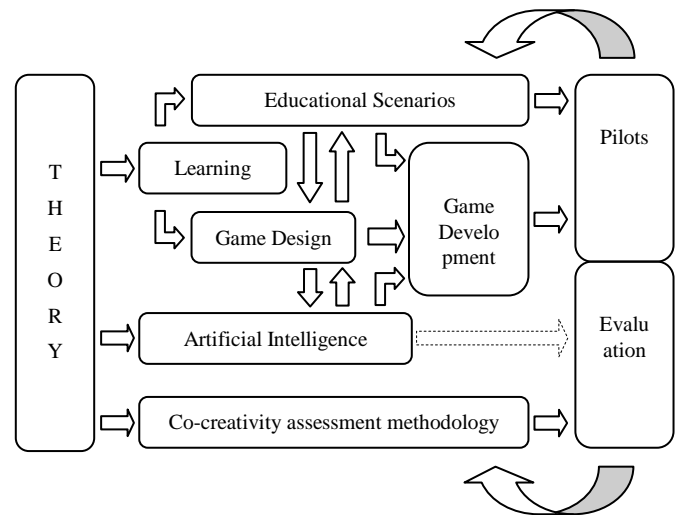 T
H
E
O
R
Y
Educational Scenarios
Learning
Game Design
Artificial Intelligence
Co-creativity assessment methodology
Game
Develo
pment
Pilots
Evalu
ation